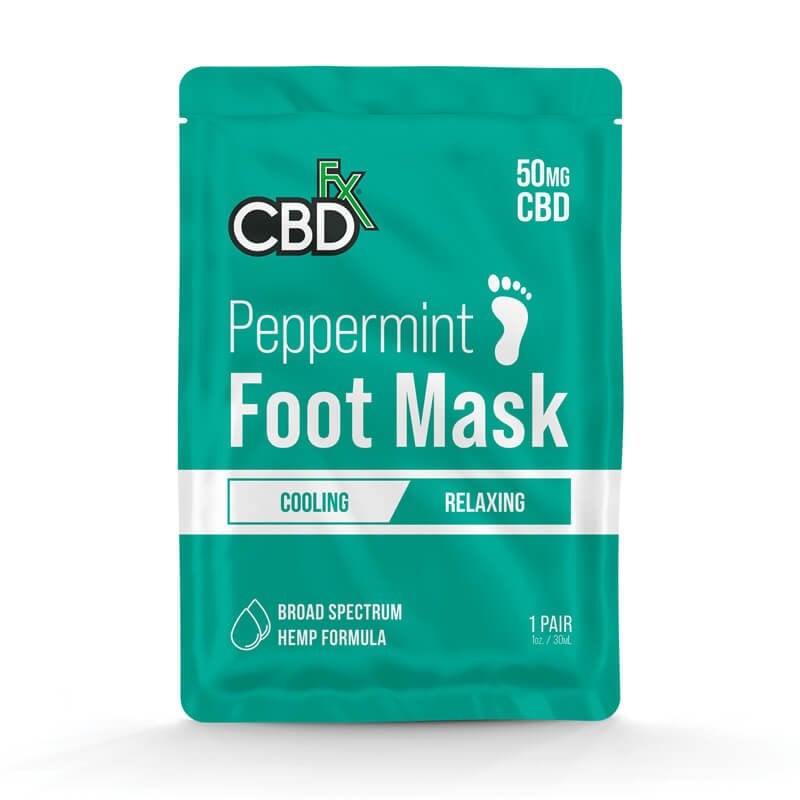 CBDFx
50MG
CBD
Peppermint
Foot Mask
COOLING RELAXING
BROAD SPECTRUM
HEMP FORMULA
1 PAIR
1oz. / 30mL